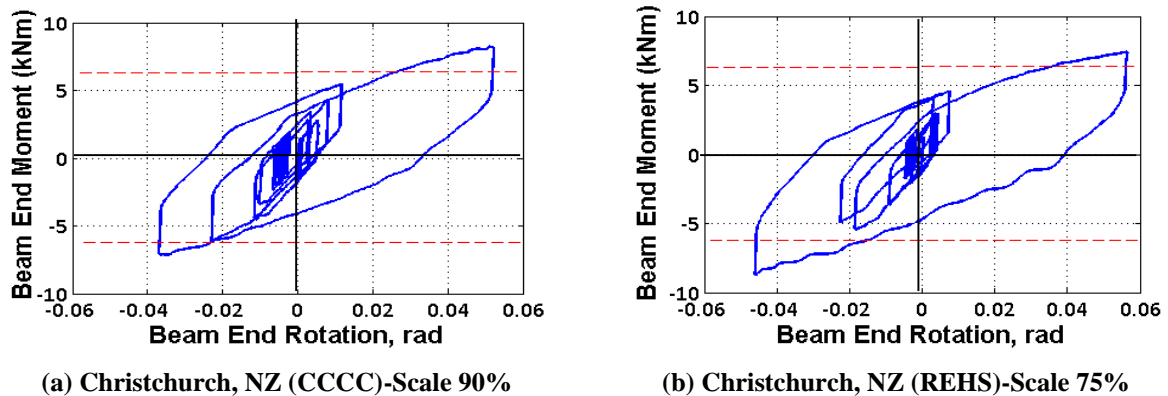 Beam End Moment (kNm)
10
5
0
-5
-10
-0.06 -0.04 -0.02 0 0.02 0.04 0.06
Beam End Rotation, rad
(a) Christchurch, NZ (CCCC)-Scale 90%
Beam End Moment (kNm)
10
5
0
-5
-10
-0.06 -0.04 -0.02 0 0.02 0.04 0.06
Beam End Rotation, rad
(b) Christchurch, NZ (REHS)-Scale 75%